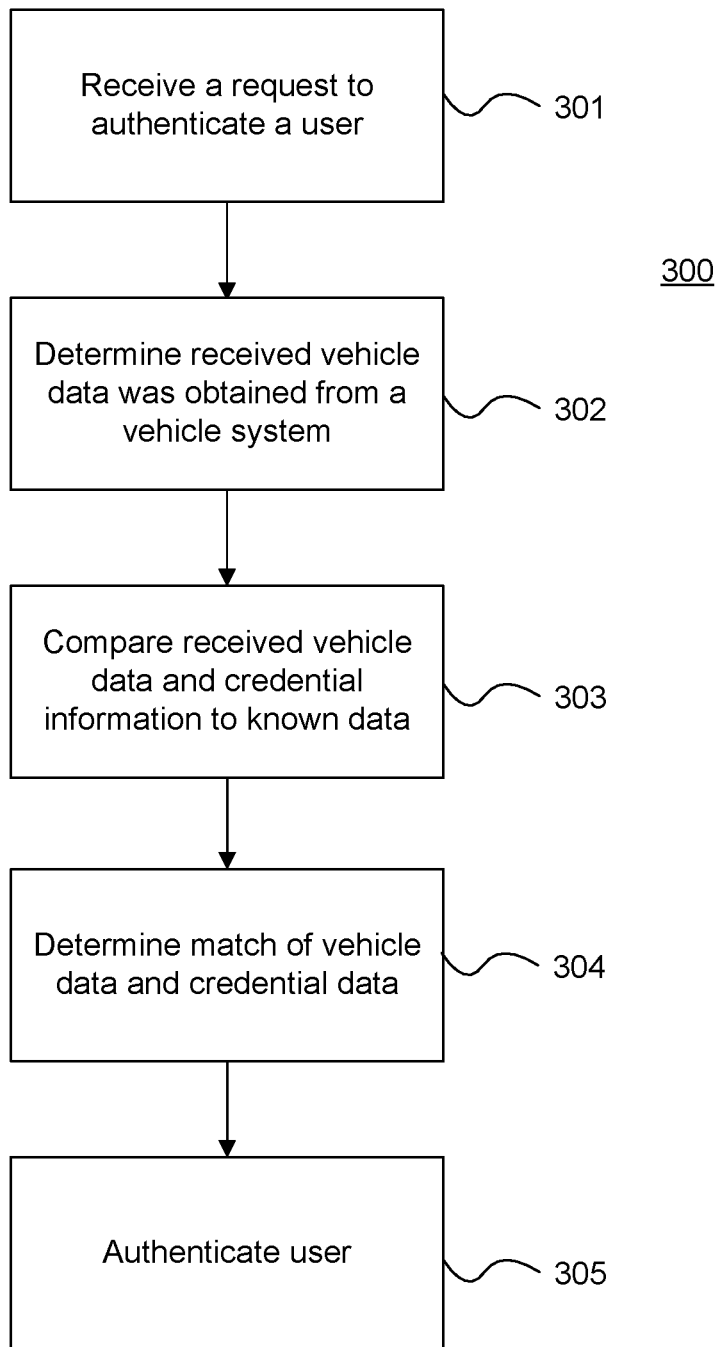 Receive a request to
authenticate a user
301
300
Determine received vehicle
data was obtained from a
vehicle system
302
Compare received vehicle
data and credential
information to known data
303
Determine match of vehicle
data and credential data
304
Authenticate user
305